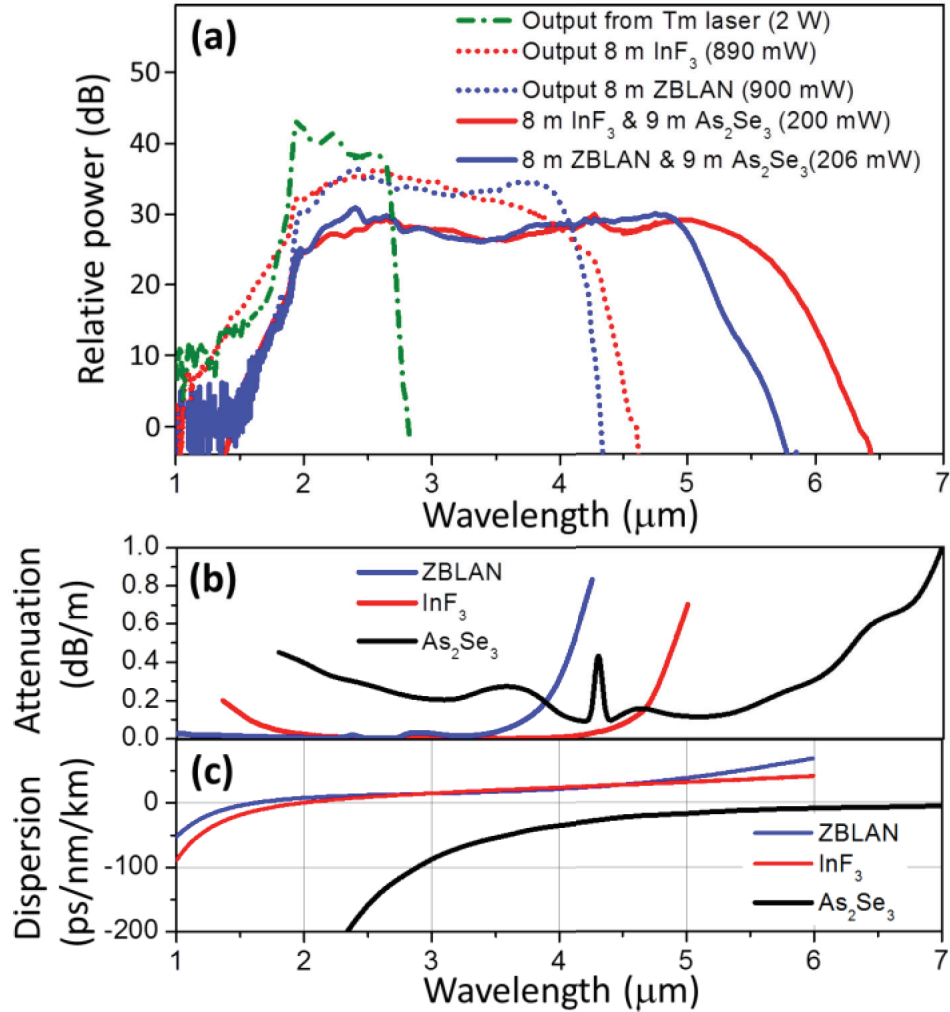 (a)
Output from Tm laser (2 W)
Output 8 m InF3 (890 mW)
Output 8 m ZBLAN (900 mW)
8 m InF3 & 9 m As2Se3 (200 mW)
8 m ZBLAN & 9 m As2Se3(206 mW)
Relative power (dB)
50
40
30
20
10
0
1 2 3 4 5 6 7
Wavelength (μm)
(b)
ZBLAN
InF3
As2Se3
Attenuation
(dB/m)
1.0
0.8
0.6
0.4
0.2
0.0
(c)
Dispersion
(ps/nm/km)
0
-100
-200
ZBLAN
InF3
As2Se3
1 2 3 4 5 6 7
Wavelength (μm)